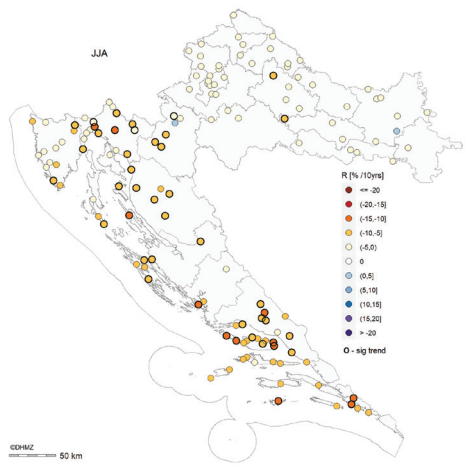 JJA
R [% /10yrs]
<= -20
(-20,-15]
(-15,-10]
(-10,-5]
(-5,0)
0
(0,5]
(5,10]
(10,15]
(15,20)
> -20
O - sig trend
©DHMZ
50 km